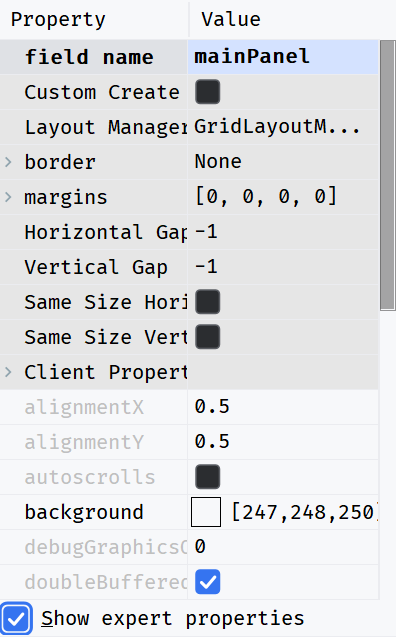 Property Value
field name mainPanel
Custom Create
Layout Manager GridLayoutM...
border None
margins [0, 0, 0, 0]
Horizontal Gap -1
Vertical Gap -1
Same Size Hori
Same Size Vert
Client Propert
alignmentX 0.5
alignmentY 0.5
autoscrolls
background [247,248,250]
debugGraphicsO 0
doubleBuffered
Show expert properties